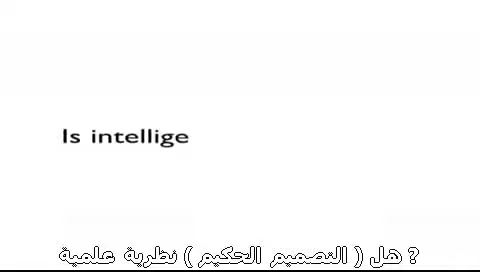 Is intellige
هل ( التصميم الحكيم ) نظرية علمية ?